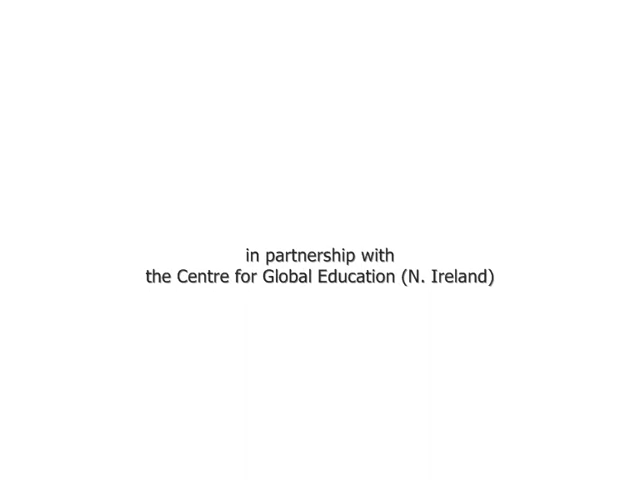 in partnership with
the Centre for Global Education (N. Ireland)